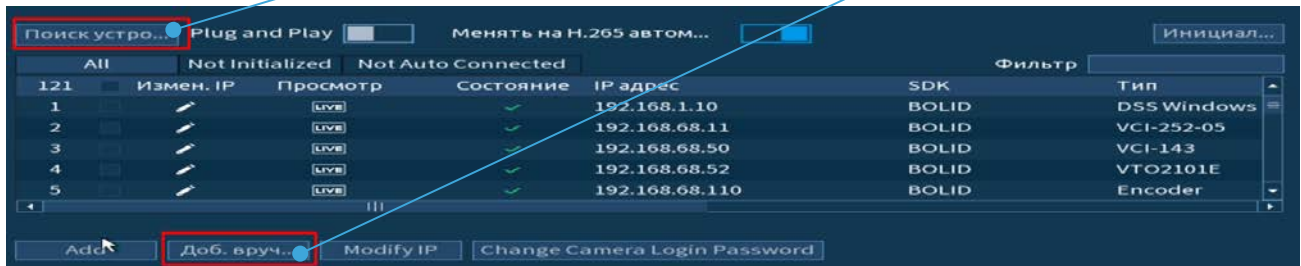 Поиск устро... Plug and Play Менять на H.265 автом... Инициал...
All Not Initialized Not Auto Connected Фильтр
121 Измен. IP Просмотр Состояние IP адрес SDK Тип
1 LIVE 192.168.1.10 BOLID DSS Windows
2 LIVE 192.168.68.11 BOLID VCI-252-05
3 LIVE 192.168.68.50 BOLID VCI-143
4 LIVE 192.168.68.52 BOLID VTO2101E
5 LIVE 192.168.68.110 BOLID Encoder
Add Доб. вруч... Modify IP Change Camera Login Password